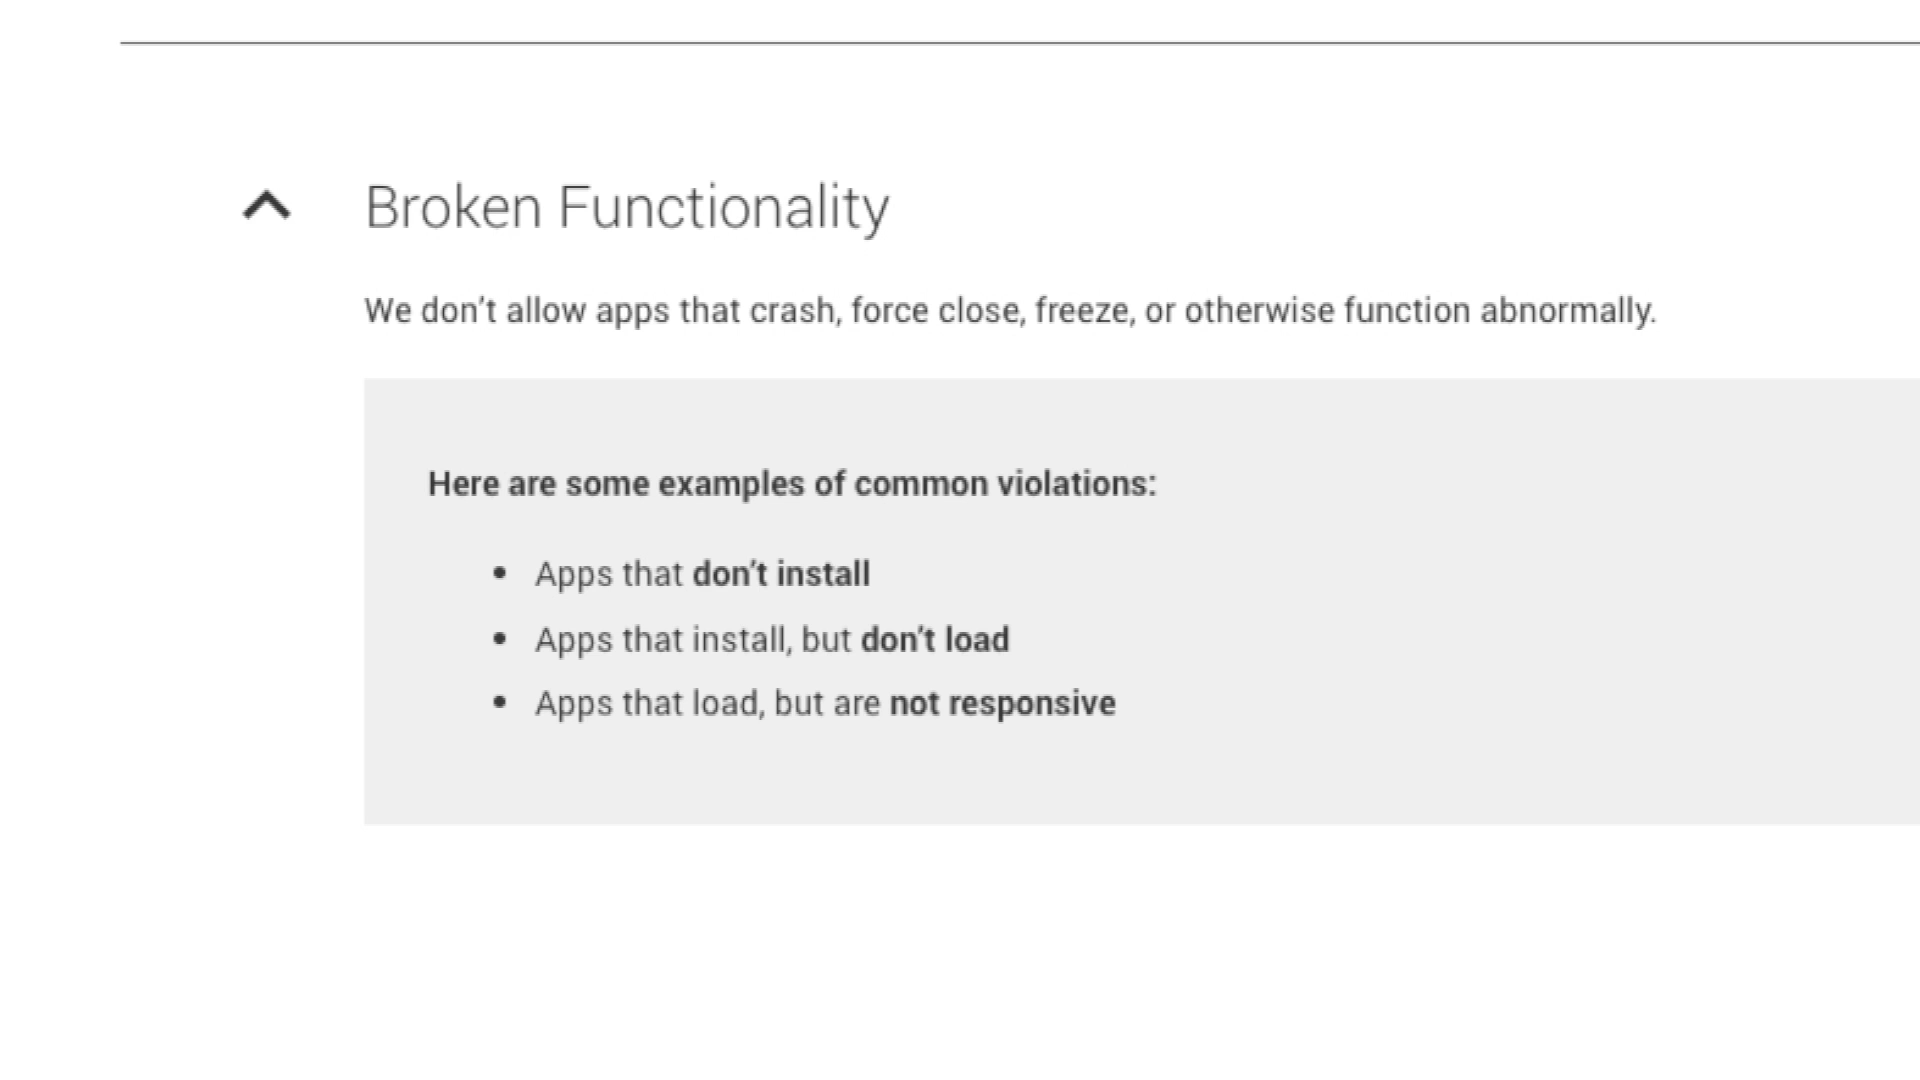 Broken Functionality
We don't allow apps that crash, force close, freeze, or otherwise function abnormally.
Here are some examples of common violations:
• Apps that don't install
• Apps that install, but don't load
• Apps that load, but are not responsive